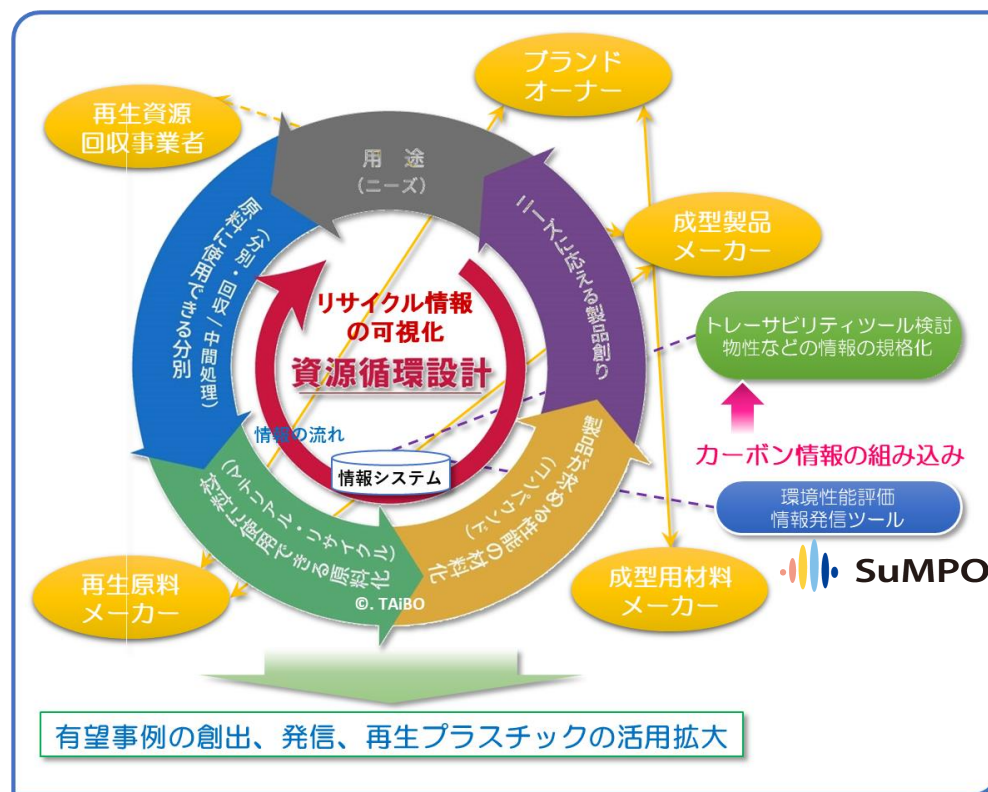 ブランド
オーナー
再生資源
回収事業者
用 途
(ニーズ)
成型製品
メーカー
ニーズに応える製品創り
原料に使用できる分別
(分別・回収/中間処理)
リサイクル情報
の可視化
資源循環設計
トレーサビリティツール検討
物性などの情報の規格化
情報の流れ
情報システム
カーボン情報の組み込み
環境性能評価
情報発信ツール
製品が求める性能の材料化
(コンパウンド)
材料に使用できる原料化
(マテリアル・リサイクル)
再生原料
メーカー
©. TAiBO
成型用材料
メーカー
SuMPO
有望事例の創出、発信、再生プラスチックの活用拡大